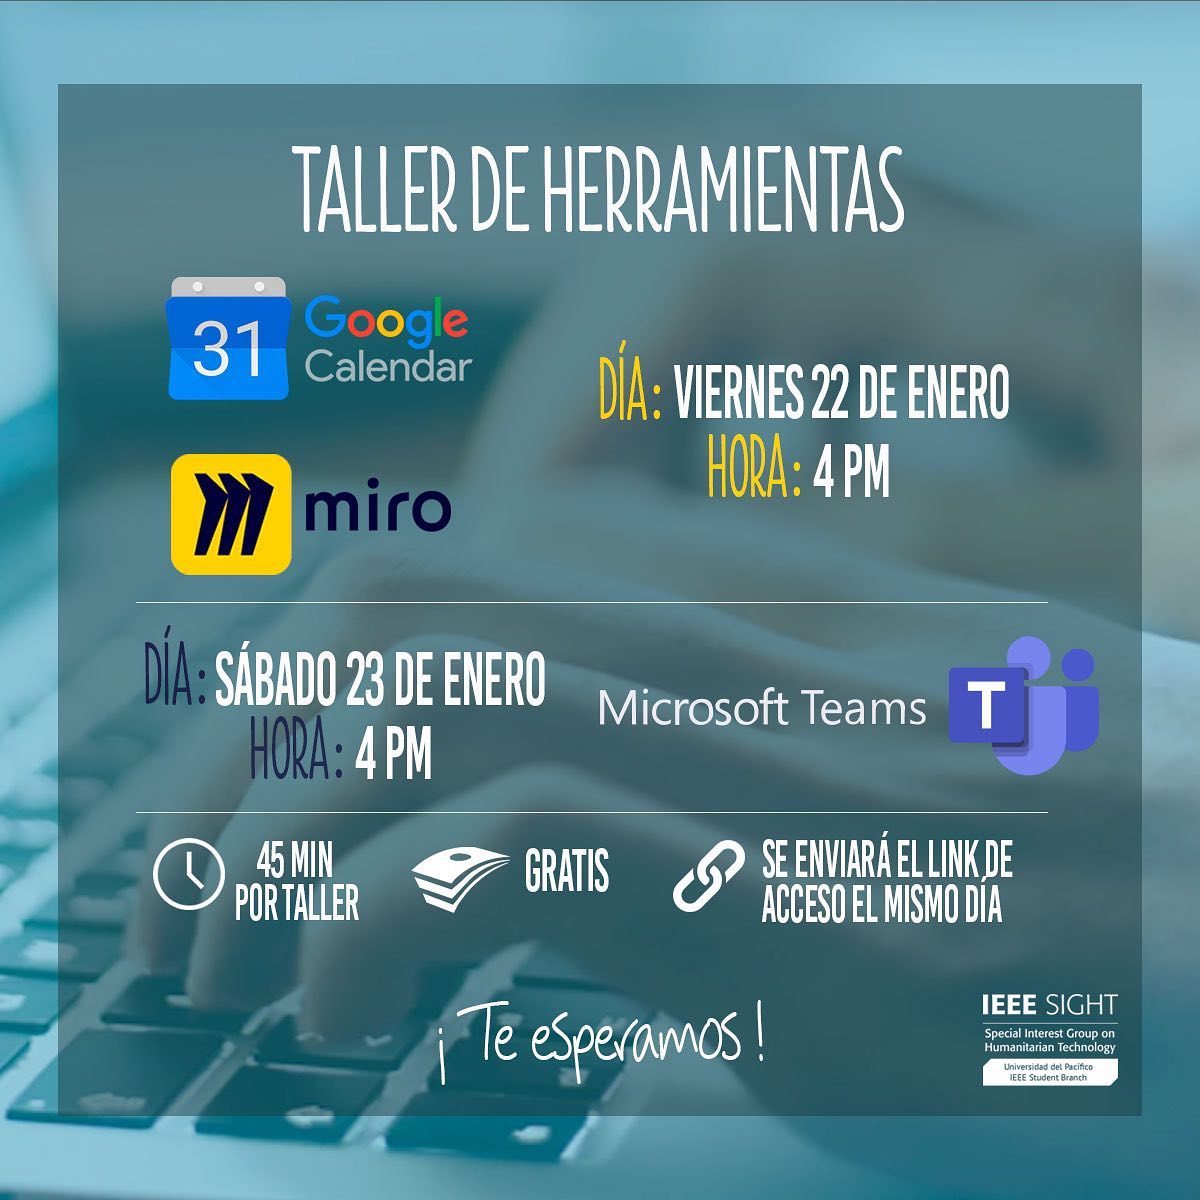 TALLER DE HERRAMIENTAS
31
Google
Calendar
miro
DÍA: VIERNES 22 DE ENERO
HORA: 4 PM
DÍA: SÁBADO 23 DE ENERO
HORA: 4 PM
Microsoft Teams
T
45 MIN
POR TALLER
GRATIS
SE ENVIARÁ EL LINK DE
ACCESO EL MISMO DÍA
¡Te esperamos!
IEEE SIGHT
Special Interest Group on
Humanitarian Technology
Universidad del Pacífico
IEEE Student Branch